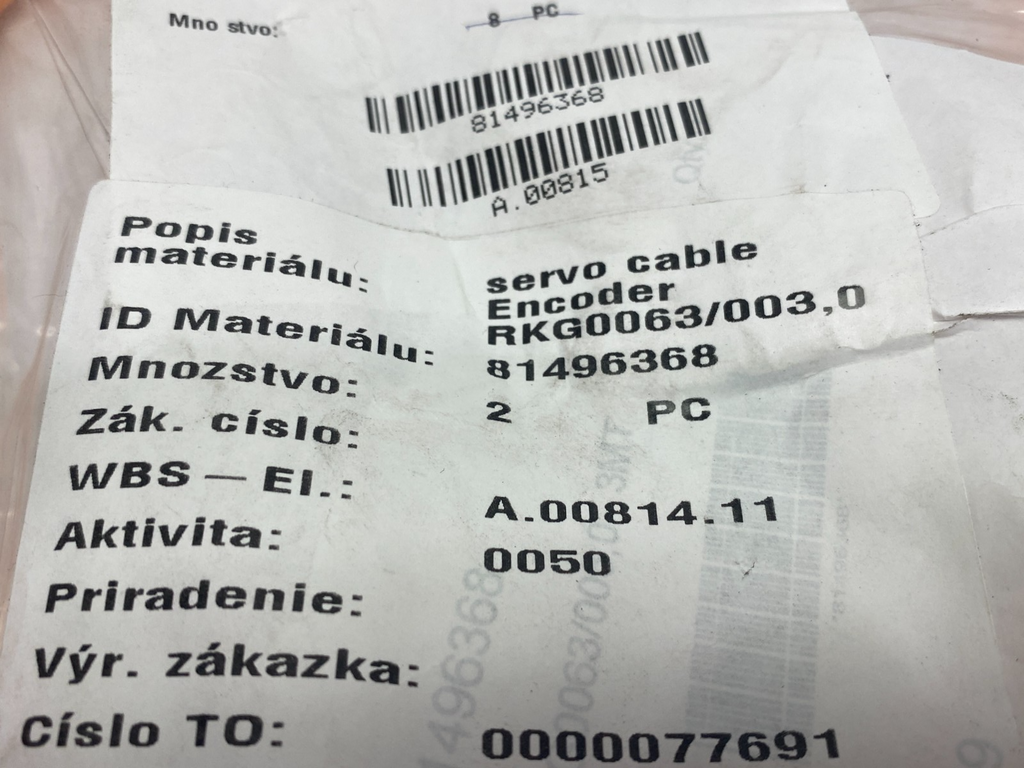 Mno stvo: 8 PC
81496368
A.00815
Popis
materiálu: servo cable
Encoder
RKG0063/003,0
ID Materiálu: 81496368
Mnozstvo: 2 PC
Zák. císlo:
WBS — El.: A.00814.11
Aktivita: 0050
Priradenie:
Výr. zákazka:
Císlo TO: 0000077691